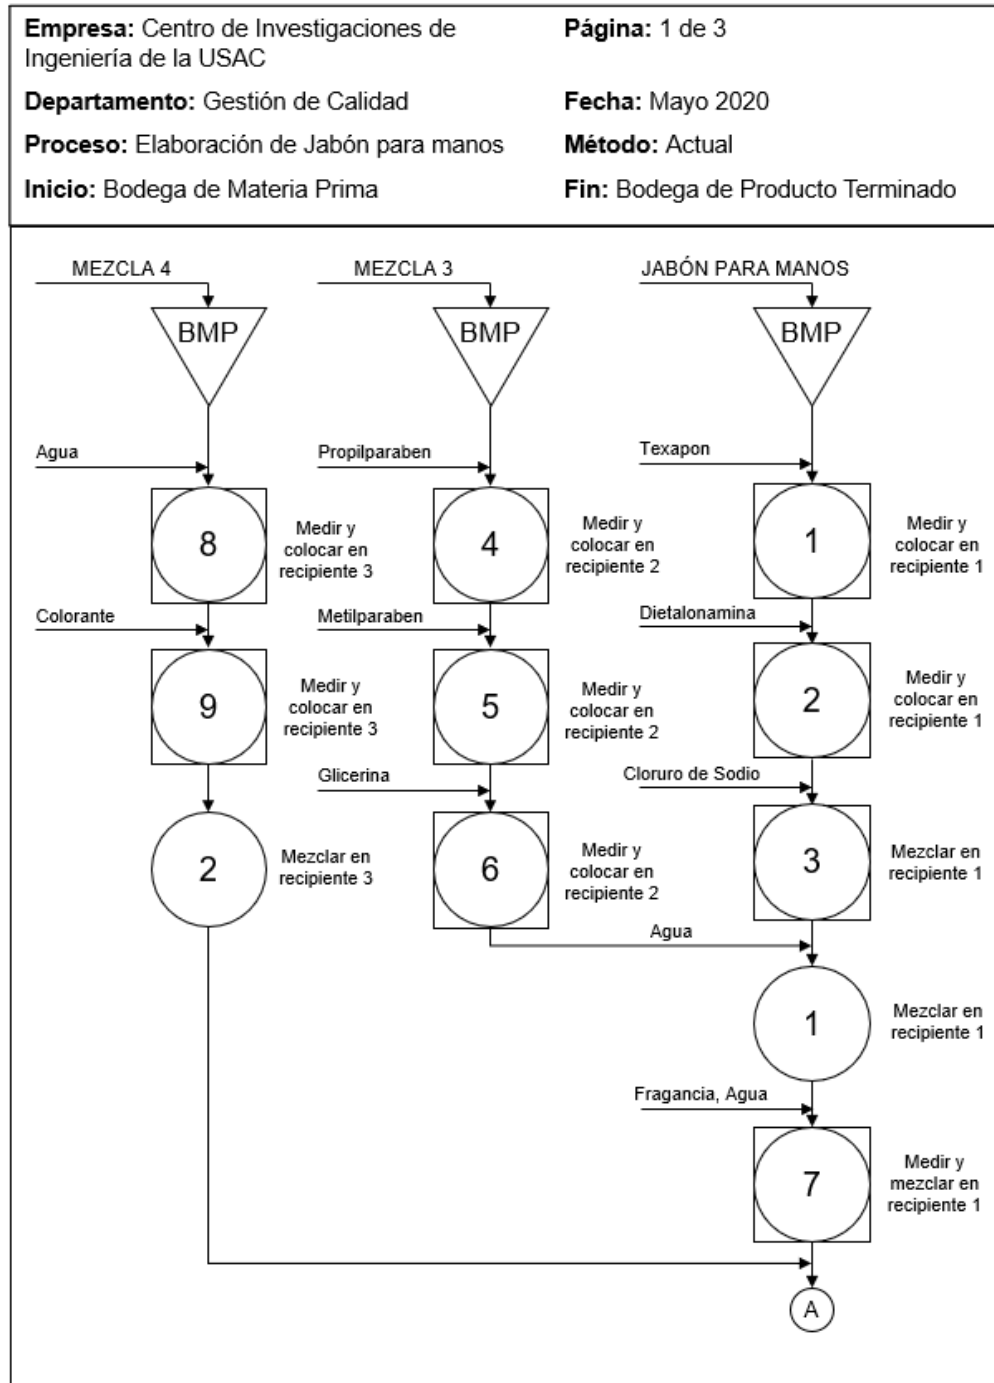 Empresa: Centro de Investigaciones de
Ingeniería de la USAC
Página: 1 de 3
Departamento: Gestión de Calidad
Fecha: Mayo 2020
Proceso: Elaboración de Jabón para manos
Método: Actual
Inicio: Bodega de Materia Prima
Fin: Bodega de Producto Terminado
MEZCLA 4
BMP
Agua
8
Medir y
colocar en
recipiente 3
Colorante
9
Medir y
colocar en
recipiente 3
2
Mezclar en
recipiente 3
MEZCLA 3
BMP
Propilparaben
4
Medir y
colocar en
recipiente 2
Metilparaben
5
Medir y
colocar en
recipiente 2
Glicerina
6
Medir y
colocar en
recipiente 2
JABÓN PARA MANOS
BMP
Texapon
1
Medir y
colocar en
recipiente 1
Dietalonamina
2
Medir y
colocar en
recipiente 1
Cloruro de Sodio
3
Mezclar en
recipiente 1
Agua
1
Mezclar en
recipiente 1
Fragancia, Agua
7
Medir y
mezclar en
recipiente 1
A